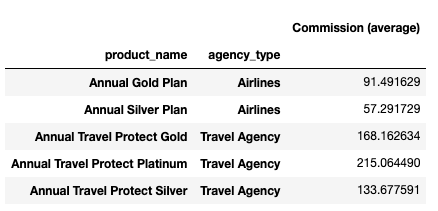 Commission (average)
product_name agency_type
Annual Gold Plan Airlines 91.491629
Annual Silver Plan Airlines 57.291729
Annual Travel Protect Gold Travel Agency 168.162634
Annual Travel Protect Platinum Travel Agency 215.064490
Annual Travel Protect Silver Travel Agency 133.677591